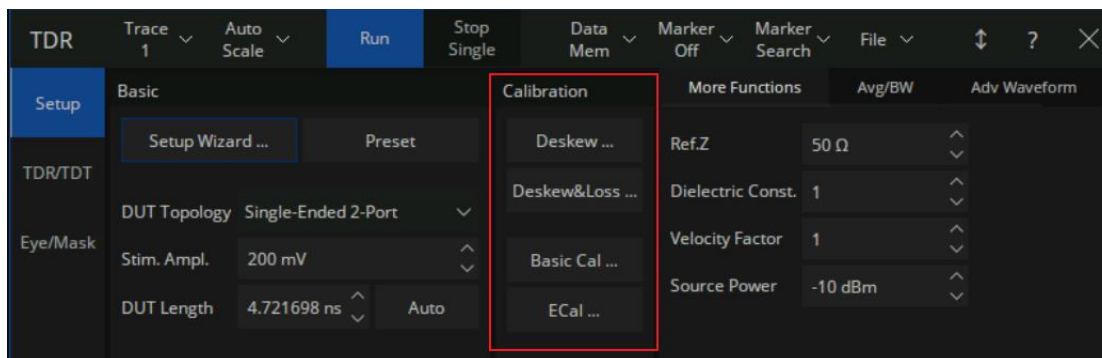 TDR
Trace
1
Auto
Scale
Run
Stop
Single
Data
Mem
Marker
Off
Marker
Search
File
?
Setup
TDR/TDT
Eye/Mask
Basic
Setup Wizard ...
Preset
DUT Topology Single-Ended 2-Port
Stim. Ampl. 200 mV
DUT Length 4.721698 ns Auto
Calibration
Deskew ...
Deskew&Loss ...
Basic Cal ...
ECal ...
More Functions Avg/BW Adv Waveform
Ref.Z 50 Ω
Dielectric Const. 1
Velocity Factor 1
Source Power -10 dBm